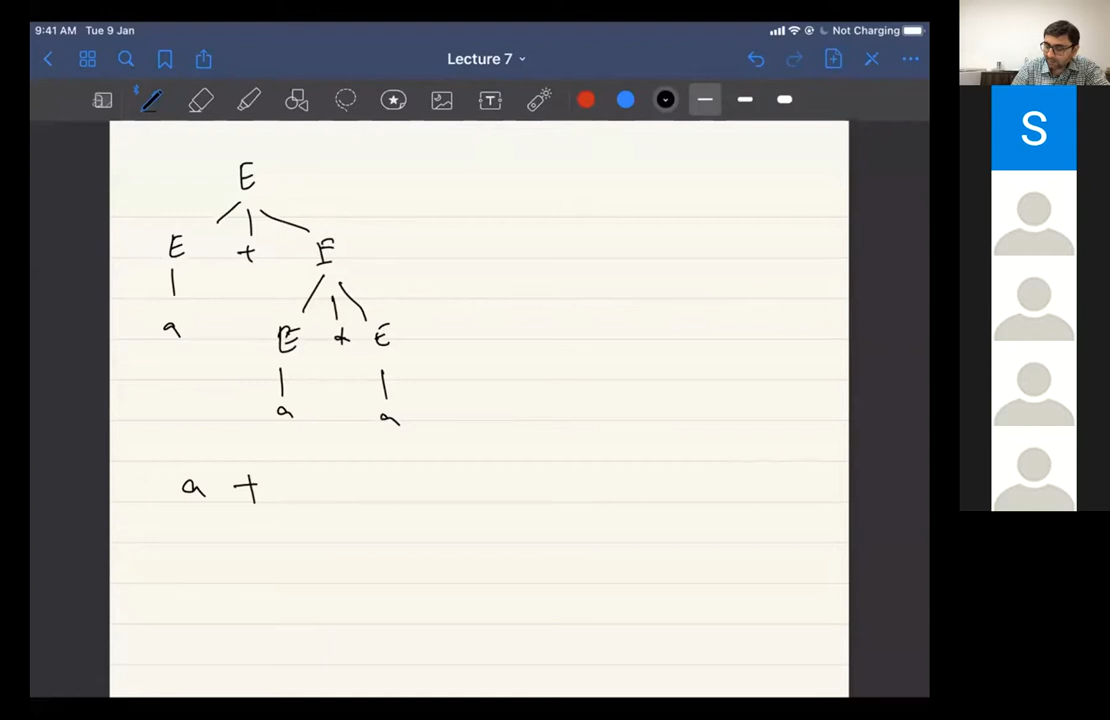 9:41 AM Tue 9 Jan
Not Charging
Lecture 7
S
E
E + E
a
E + E
a a
a +